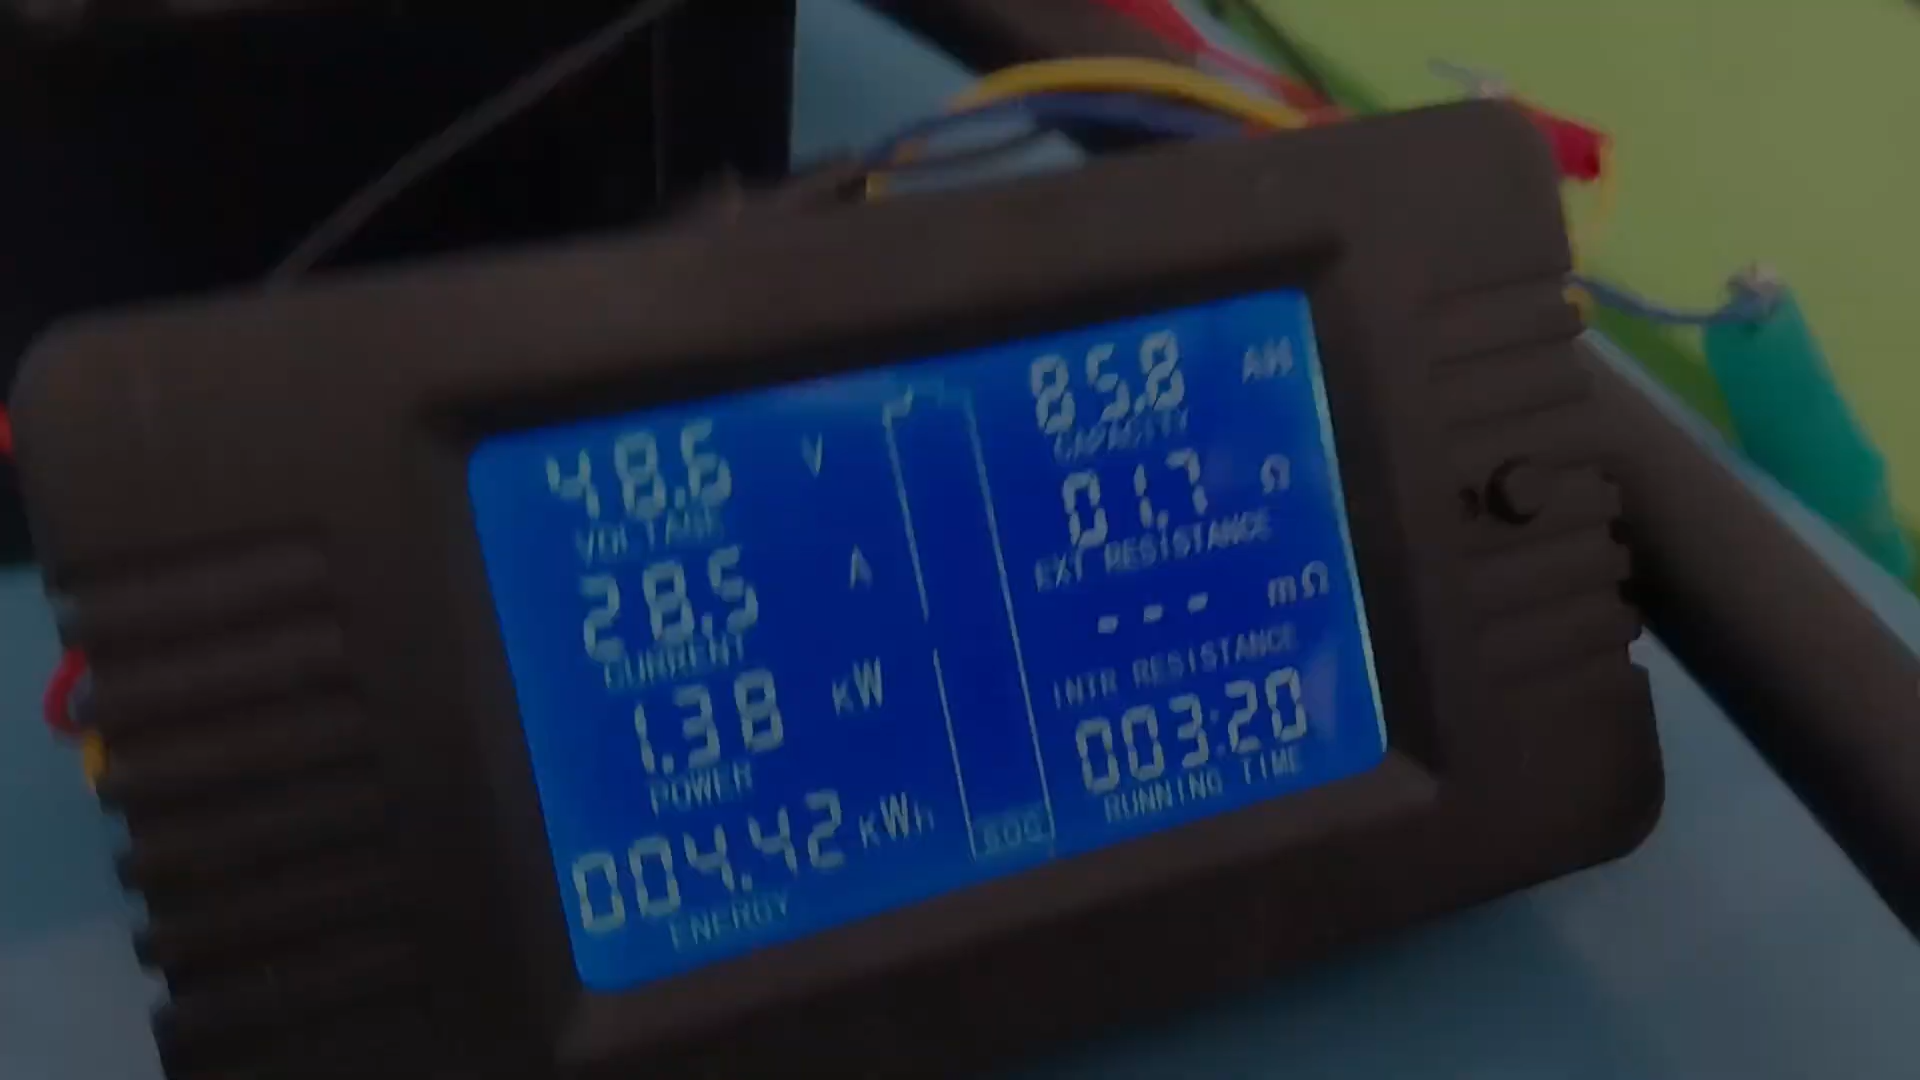 48.6 V
VOLTAGE
28.5 A
CURRENT
1.38 KW
POWER
004.42 KWh
ENERGY
SOC
85.8 AH
CAPACITY
01.7 Ω
EXT RESISTANCE
--- mΩ
INTR RESISTANCE
003:20
RUNNING TIME